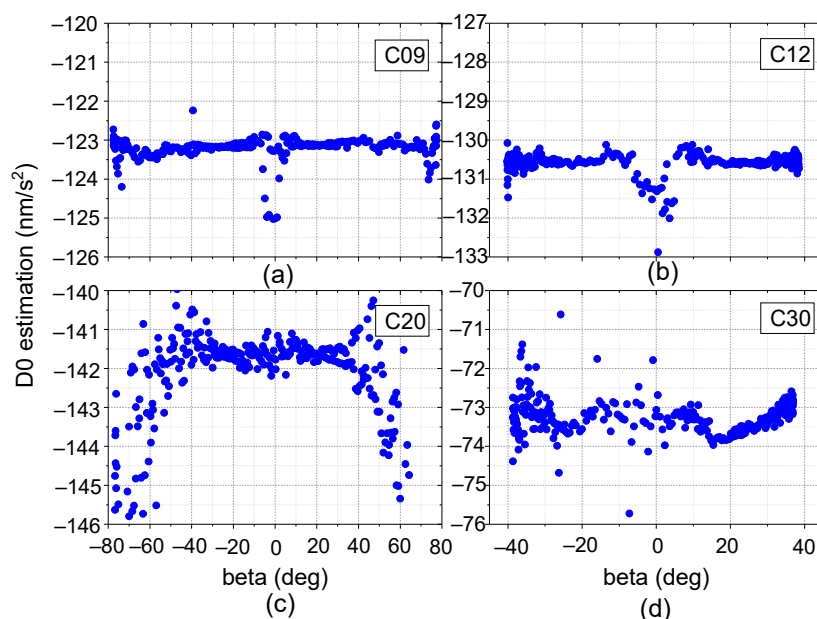 −120
−121
−122
−123
−124
−125
−126
C09
(a)
−127
−128
−129
−130
−131
−132
−133
C12
(b)
D0 estimation (nm/s²)
−140
−141
−142
−143
−144
−145
−146
C20
−80 −60 −40 −20 0 20 40 60 80
beta (deg)
(c)
−70
−71
−72
−73
−74
−75
−76
C30
−40 −20 0 20 40
beta (deg)
(d)